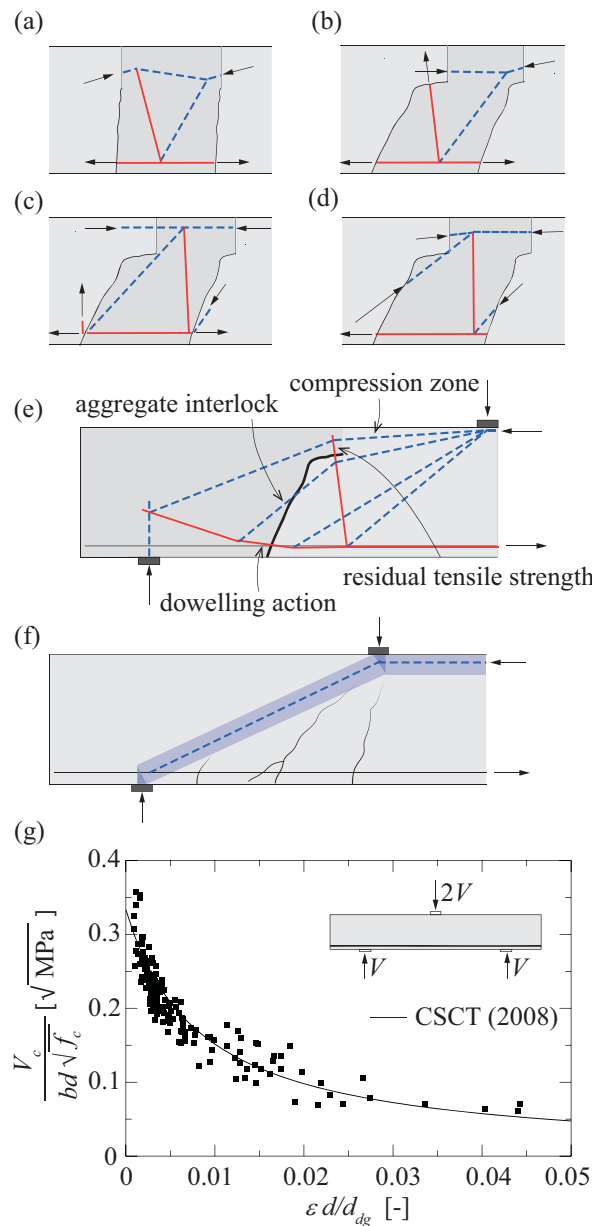 (a)
(b)
(c)
(d)
(e)
compression zone
aggregate interlock
residual tensile strength
dowelling action
(f)
(g)
0.4
0.3
0.2
0.1
0
V_c / bd√f_c [√MPa]
2V
V
V
CSCT (2008)
0
0.01
0.02
0.03
0.04
0.05
ε d/d_dg [-]